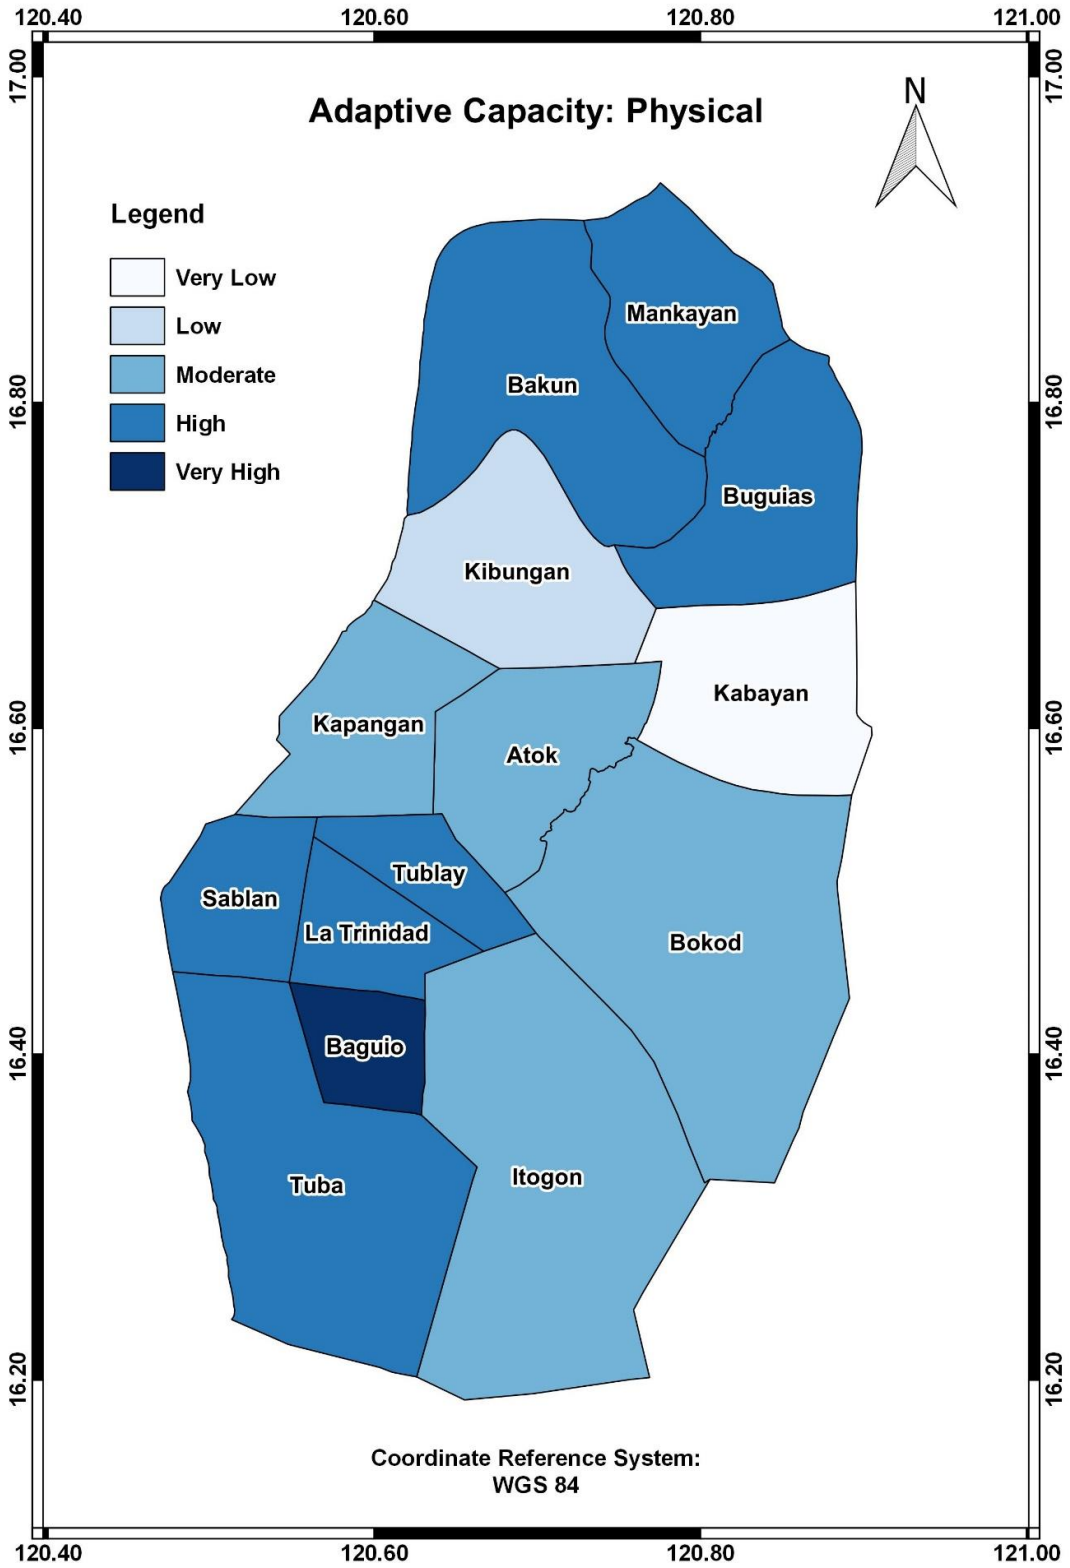 120.40 120.60 120.80 121.00
17.00 17.00
Adaptive Capacity: Physical
N
Legend
Very Low
Low
Moderate
High
Very High
Mankayan
Bakun
16.80 16.80
Buguias
Kibungan
Kabayan
Kapangan
16.60 16.60
Atok
Tublay
Sablan
La Trinidad
Bokod
Baguio
16.40 16.40
Itogon
Tuba
16.20 16.20
Coordinate Reference System:
WGS 84
120.40 120.60 120.80 121.00